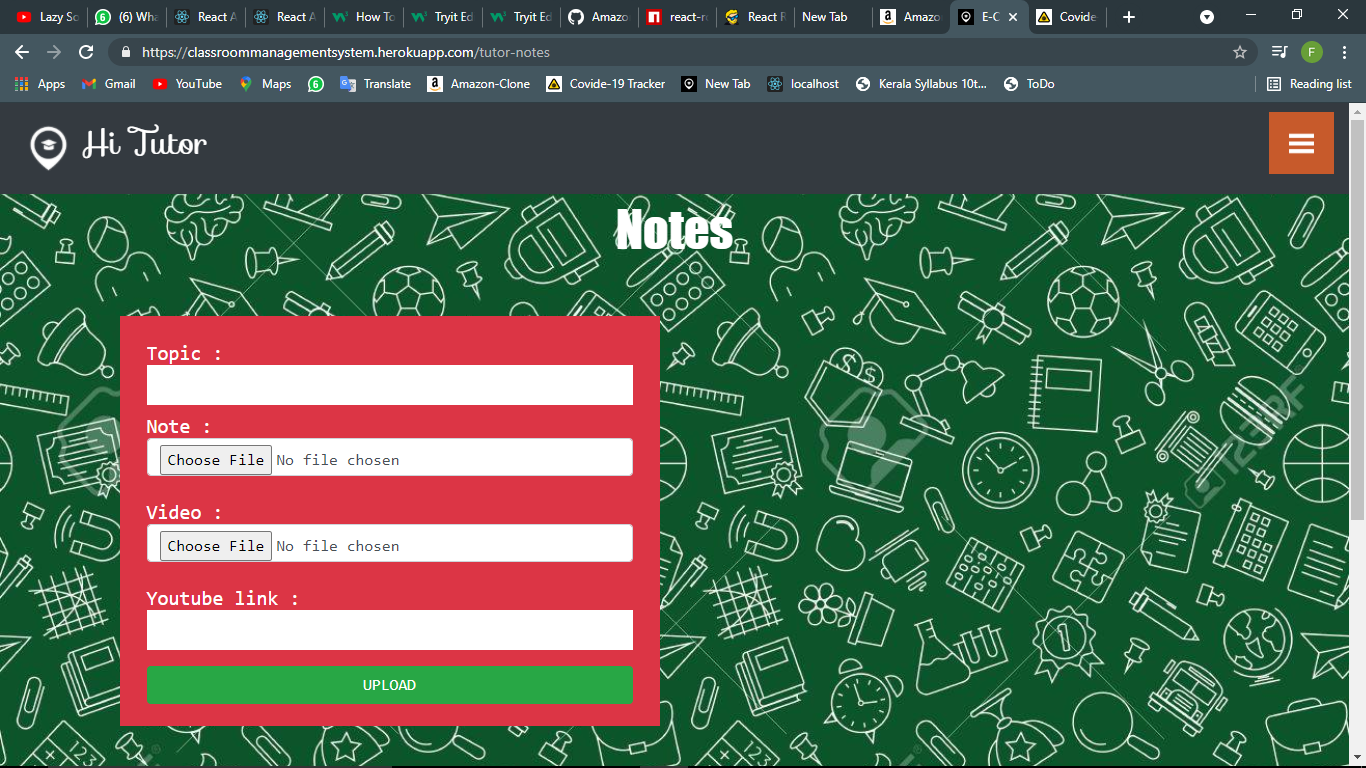 Lazy So
(6) Wha
React A
React A
How To
Tryit Ed
Tryit Ed
Amazo
react-ro
React R
New Tab
Amazo
E-C
Covide
https://classroommanagementsystem.herokuapp.com/tutor-notes
F
Apps
Gmail
YouTube
Maps
6
Translate
Amazon-Clone
Covide-19 Tracker
New Tab
localhost
Kerala Syllabus 10t...
ToDo
Reading list
Hi Tutor
Notes
Topic :
Note :
Choose File No file chosen
Video :
Choose File No file chosen
Youtube link :
UPLOAD
123RF